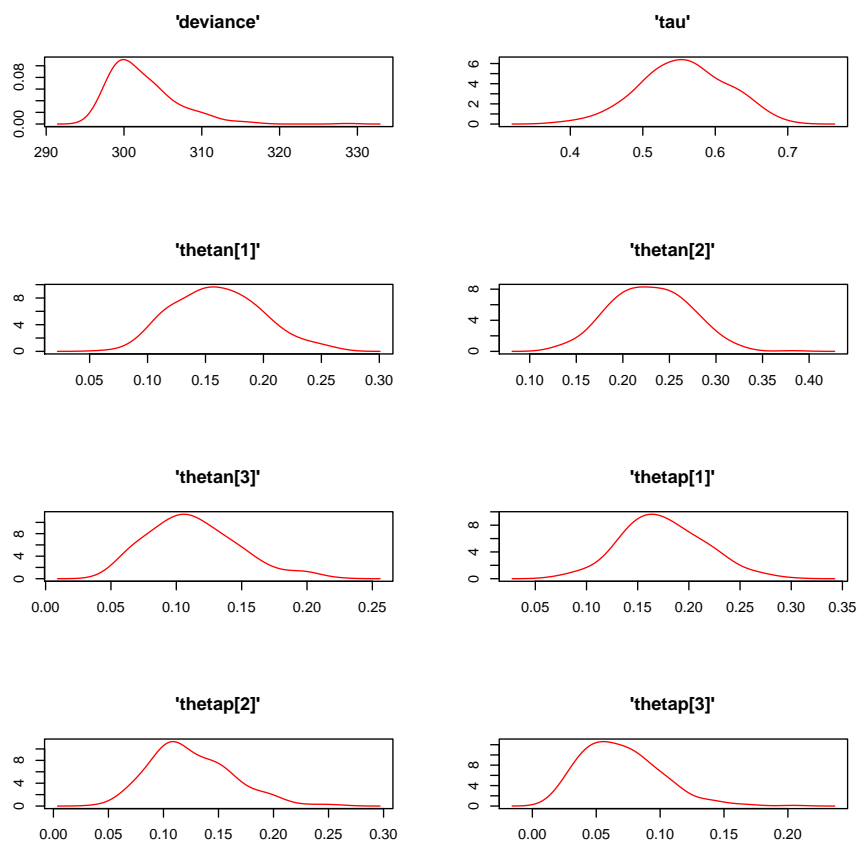 'deviance'
0.00 0.08
290 300 310 320 330
'tau'
0 2 4 6
0.4 0.5 0.6 0.7
'thetan[1]'
0 4 8
0.05 0.10 0.15 0.20 0.25 0.30
'thetan[2]'
0 4 8
0.10 0.15 0.20 0.25 0.30 0.35 0.40
'thetan[3]'
0 4 8
0.00 0.05 0.10 0.15 0.20 0.25
'thetap[1]'
0 4 8
0.05 0.10 0.15 0.20 0.25 0.30 0.35
'thetap[2]'
0 4 8
0.00 0.05 0.10 0.15 0.20 0.25 0.30
'thetap[3]'
0 4 8
0.00 0.05 0.10 0.15 0.20